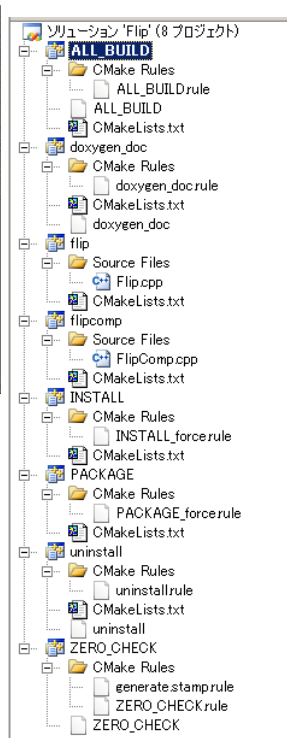 ソリューション 'Flip' (8 プロジェクト)
ALL_BUILD
CMake Rules
ALL_BUILD.rule
ALL_BUILD
CMakeLists.txt
doxygen_doc
CMake Rules
doxygen_doc.rule
CMakeLists.txt
doxygen_doc
flip
Source Files
Flip.cpp
CMakeLists.txt
flipcomp
Source Files
FlipComp.cpp
CMakeLists.txt
INSTALL
CMake Rules
INSTALL_force.rule
CMakeLists.txt
PACKAGE
CMake Rules
PACKAGE_force.rule
CMakeLists.txt
uninstall
CMake Rules
uninstall.rule
CMakeLists.txt
uninstall
ZERO_CHECK
CMake Rules
generate.stamp.rule
ZERO_CHECK.rule
ZERO_CHECK